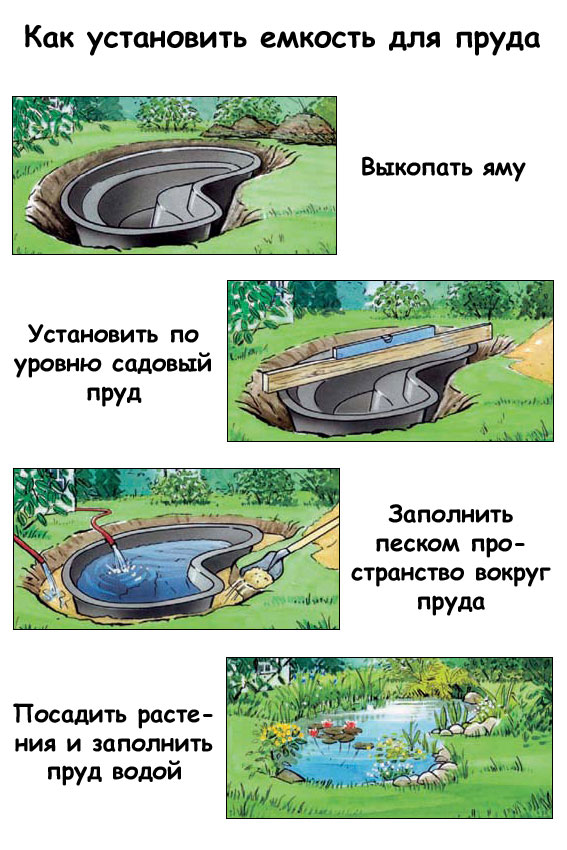 Как установить емкость для пруда
Выкопать яму
Установить по
уровню садовый
пруд
Заполнить
песком про-
странство вокруг
пруда
Посадить расте-
ния и заполнить
пруд водой